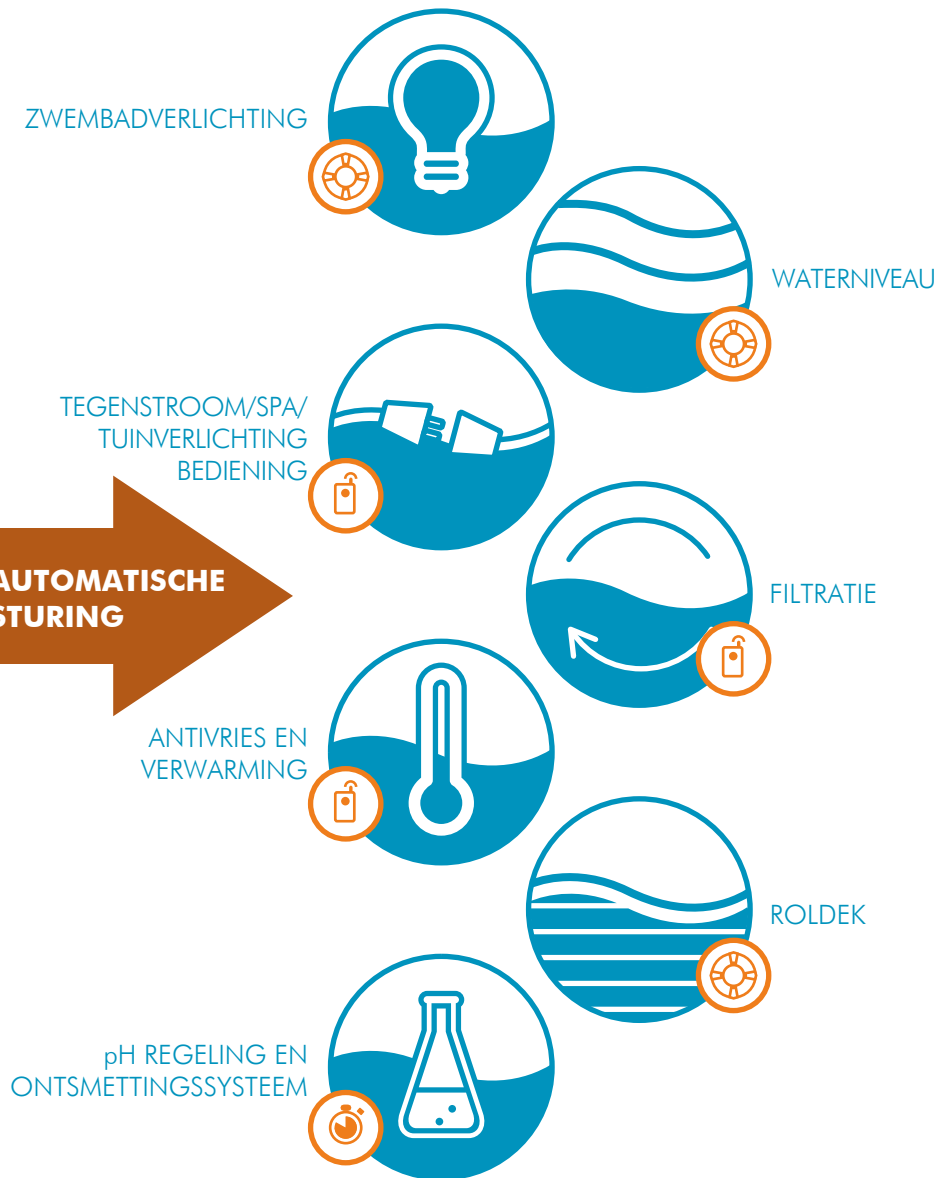 ZWEMBADVERLICHTING
WATERNIVEAU
TEGENSTROOM/SPA/
TUINVERLICHTING
BEDIENING
AUTOMATISCHE
STURING
FILTRATIE
ANTIVRIES EN
VERWARMING
ROLDEK
pH REGELING EN
ONTSMETTINGSSYSTEEM